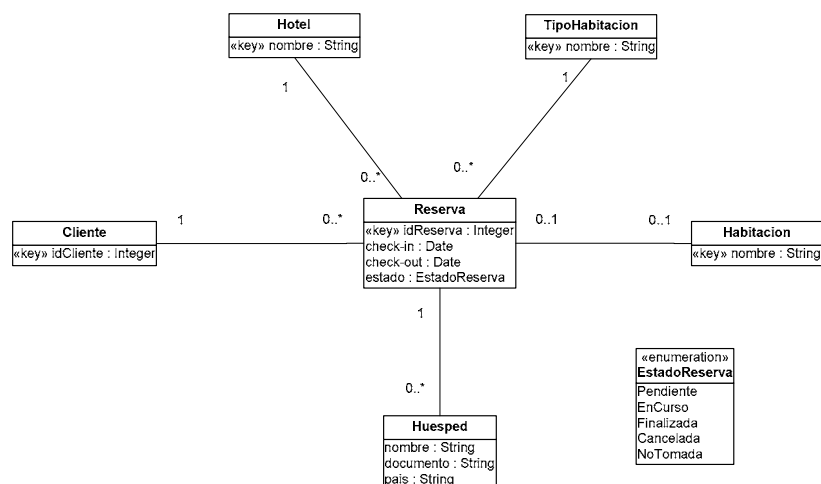 Hotel
«key» nombre : String
TipoHabitacion
«key» nombre : String
1
1
0..*
0..*
Reserva
«key» idReserva : Integer
check-in : Date
check-out : Date
estado : EstadoReserva
Cliente
«key» idCliente : Integer
1
0..*
0..1
0..1
Habitacion
«key» nombre : String
1
0..*
«enumeration»
EstadoReserva
Pendiente
EnCurso
Finalizada
Cancelada
NoTomada
Huesped
nombre : String
documento : String
pais : String